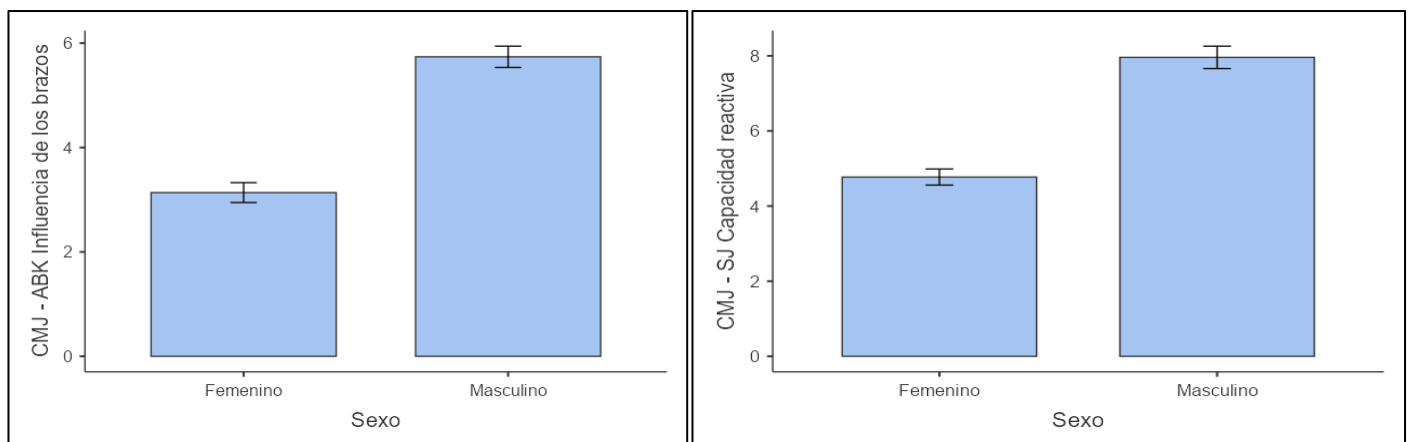 CMJ - ABK Influencia de los brazos
6
4
2
0
Femenino
Masculino
Sexo
CMJ - SJ Capacidad reactiva
8
6
4
2
0
Femenino
Masculino
Sexo